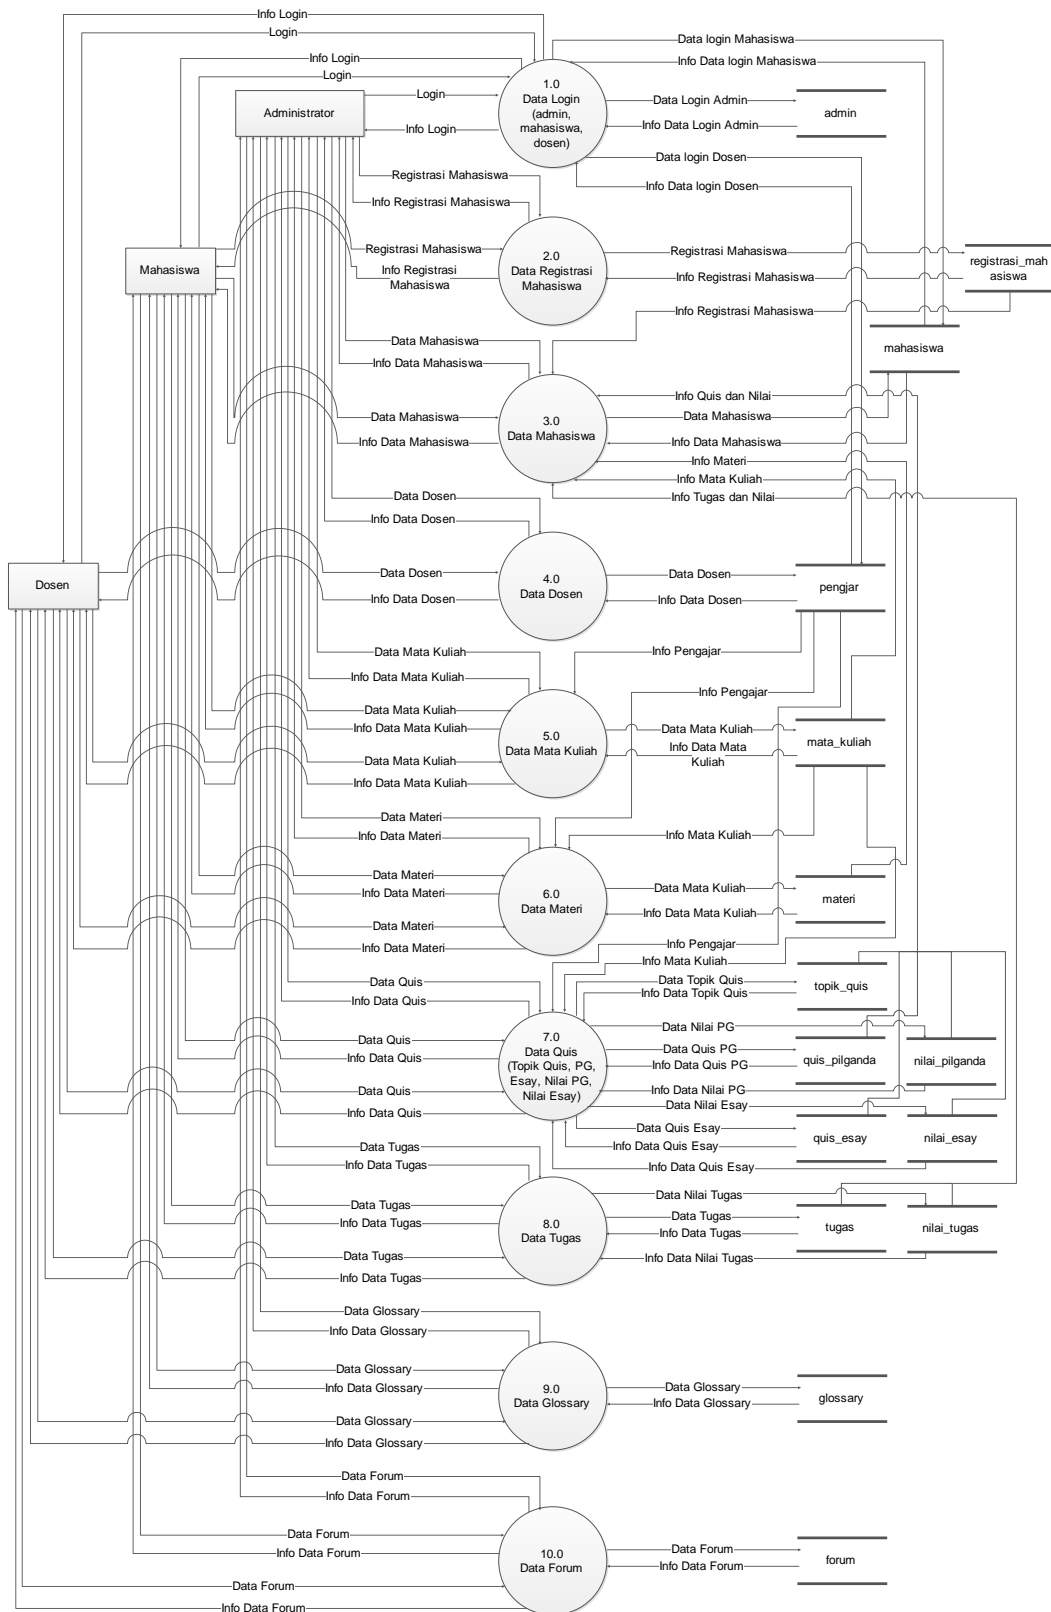 Info Login
Login
Data login Mahasiswa
Info Login
Info Data login Mahasiswa
Login
1.0
Data Login
(admin,
mahasiswa,
dosen)
Administrator
Login
Info Login
Data Login Admin
Info Data Login Admin
admin
Data login Dosen
Info Data login Dosen
Registrasi Mahasiswa
Info Registrasi Mahasiswa
Mahasiswa
Registrasi Mahasiswa
Info Registrasi
Mahasiswa
2.0
Data Registrasi
Mahasiswa
Registrasi Mahasiswa
Info Registrasi Mahasiswa
registrasi_mah
asiswa
Info Registrasi Mahasiswa
mahasiswa
Data Mahasiswa
Info Data Mahasiswa
Data Mahasiswa
Info Data Mahasiswa
3.0
Data Mahasiswa
Info Quis dan Nilai
Data Mahasiswa
Info Data Mahasiswa
Info Materi
Info Mata Kuliah
Info Tugas dan Nilai
Data Dosen
Info Data Dosen
Dosen
Data Dosen
Info Data Dosen
4.0
Data Dosen
Data Dosen
Info Data Dosen
pengjar
Data Mata Kuliah
Info Data Mata Kuliah
Info Pengajar
Info Pengajar
Data Mata Kuliah
Info Data Mata Kuliah
Data Mata Kuliah
Info Data Mata Kuliah
5.0
Data Mata Kuliah
Data Mata Kuliah
Info Data Mata
Kuliah
mata_kuliah
Data Materi
Info Data Materi
Info Mata Kuliah
Data Materi
Info Data Materi
Data Materi
Info Data Materi
6.0
Data Materi
Data Mata Kuliah
Info Data Mata Kuliah
materi
Info Pengajar
Info Mata Kuliah
Data Quis
Info Data Quis
Data Topik Quis
Info Data Topik Quis
topik_quis
Data Quis
Info Data Quis
Data Quis
Info Data Quis
7.0
Data Quis
(Topik Quis, PG,
Esay, Nilai PG,
Nilai Esay)
Data Nilai PG
Data Quis PG
Info Data Quis PG
quis_pilganda
nilai_pilganda
Info Data Nilai PG
Data Nilai Esay
Data Quis Esay
Info Data Quis Esay
quis_esay
nilai_esay
Info Data Quis Esay
Data Tugas
Info Data Tugas
Data Tugas
Info Data Tugas
Data Tugas
Info Data Tugas
8.0
Data Tugas
Data Nilai Tugas
Data Tugas
Info Data Tugas
tugas
nilai_tugas
Info Data Nilai Tugas
Data Glossary
Info Data Glossary
Data Glossary
Info Data Glossary
Data Glossary
Info Data Glossary
9.0
Data Glossary
Data Glossary
Info Data Glossary
glossary
Data Forum
Info Data Forum
Data Forum
Info Data Forum
Data Forum
Info Data Forum
10.0
Data Forum
Data Forum
Info Data Forum
forum